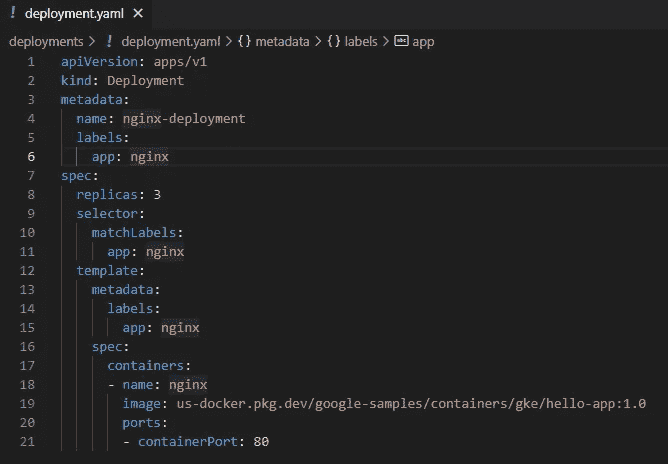 ! deployment.yaml ×
deployments > ! deployment.yaml > {} metadata > {} labels > abc app
1 apiVersion: apps/v1
2 kind: Deployment
3 metadata:
4   name: nginx-deployment
5   labels:
6     app: nginx
7 spec:
8   replicas: 3
9   selector:
10     matchLabels:
11       app: nginx
12   template:
13     metadata:
14       labels:
15         app: nginx
16     spec:
17       containers:
18       - name: nginx
19         image: us-docker.pkg.dev/google-samples/containers/gke/hello-app:1.0
20         ports:
21         - containerPort: 80